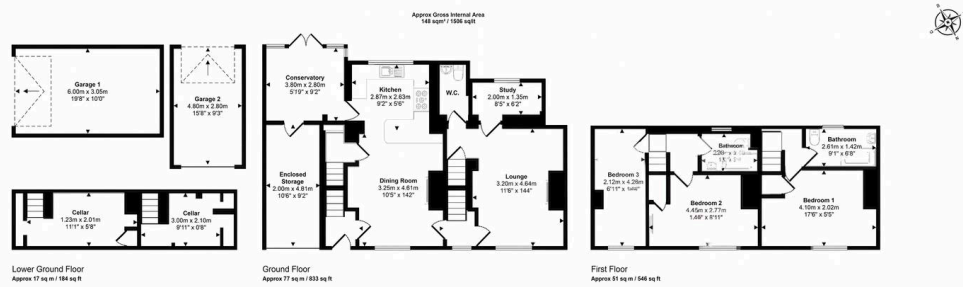 Approx Gross Internal Area
148 sqm² / 1506 sq/ft
Garage 1
6.00m x 3.05m
19'8" x 10'0"
Garage 2
4.80m x 2.80m
15'8" x 9'3"
Cellar
1.23m x 2.01m
11'1" x 5'8"
Cellar
3.00m x 2.10m
9'11" x 0'8"
Lower Ground Floor
Approx 17 sq m / 184 sq ft
Conservatory
3.80m x 2.80m
5'19" x 9'2"
Kitchen
2.87m x 2.63m
9'2" x 5'6"
W.C.
Study
2.00m x 1.35m
8'5" x 6'2"
Enclosed
Storage
2.00m x 4.81m
10'6" x 9'2"
Dining Room
3.25m x 4.61m
10'5" x 142"
Lounge
3.20m x 4.64m
11'6" x 144"
Ground Floor
Approx 77 sq m / 833 sq ft
Bedroom 3
2.12m x 4.28m
6'11" x
Bathroom
Bedroom 2
4.45m x 2.77m
Bathroom
2.61m x 1.42m
9'1" x 6'8"
Bedroom 1
4.10m x 2.02m
17'6" x 5'5"
First Floor
Approx 51 sq m / 546 sq ft